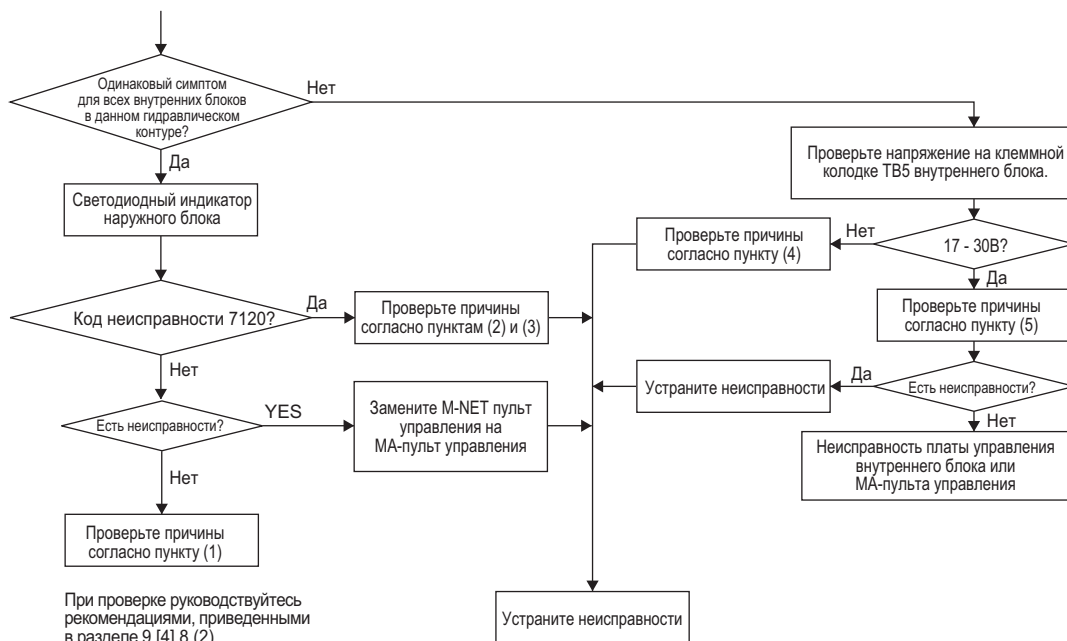 Одинаковый симптом
для всех внутренних блоков
в данном гидравлическом
контуре?
Нет
Да
Проверьте напряжение на клеммной
колодке TB5 внутреннего блока.
Светодиодный индикатор
наружного блока
Проверьте причины
согласно пункту (4)
Нет
17 - 30В?
Да
Код неисправности 7120?
Да
Проверьте причины
согласно пунктам (2) и (3)
Проверьте причины
согласно пункту (5)
Нет
Устраните неисправности
Да
Есть неисправности?
Есть неисправности?
YES
Замените M-NET пульт
управления на
МА-пульт управления
Нет
Неисправность платы управления
внутреннего блока или
МА-пульта управления
Нет
Проверьте причины
согласно пункту (1)
При проверке руководствуйтесь
рекомендациями, приведенными
в разделе 9 [4] 8 (2)
Устраните неисправности